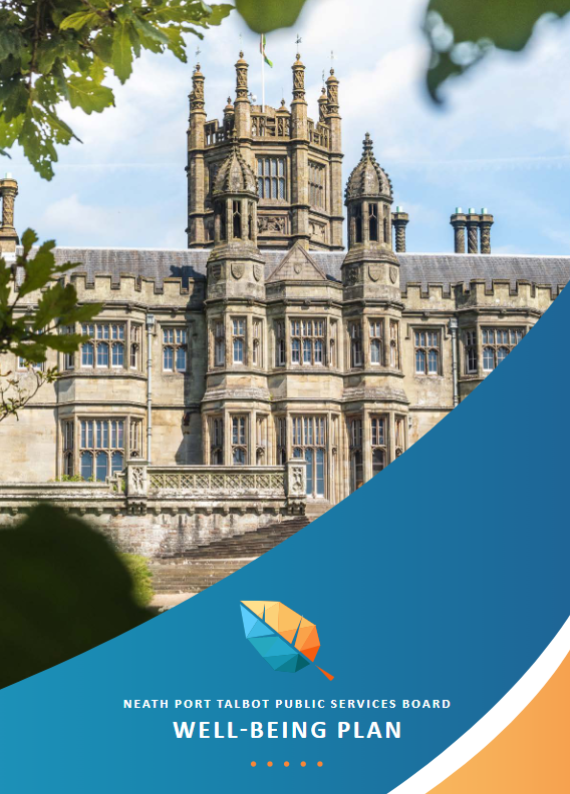 NEATH PORT TALBOT PUBLIC SERVICES BOARD
WELL-BEING PLAN